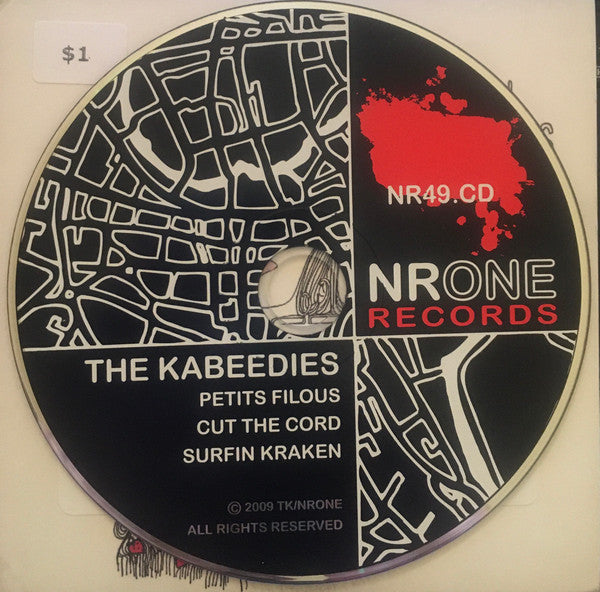 $1
NR49.CD
NRONE
RECORDS
THE KABEEDIES
PETITS FILOUS
CUT THE CORD
SURFIN KRAKEN
© 2009 TK/NRONE
ALL RIGHTS RESERVED